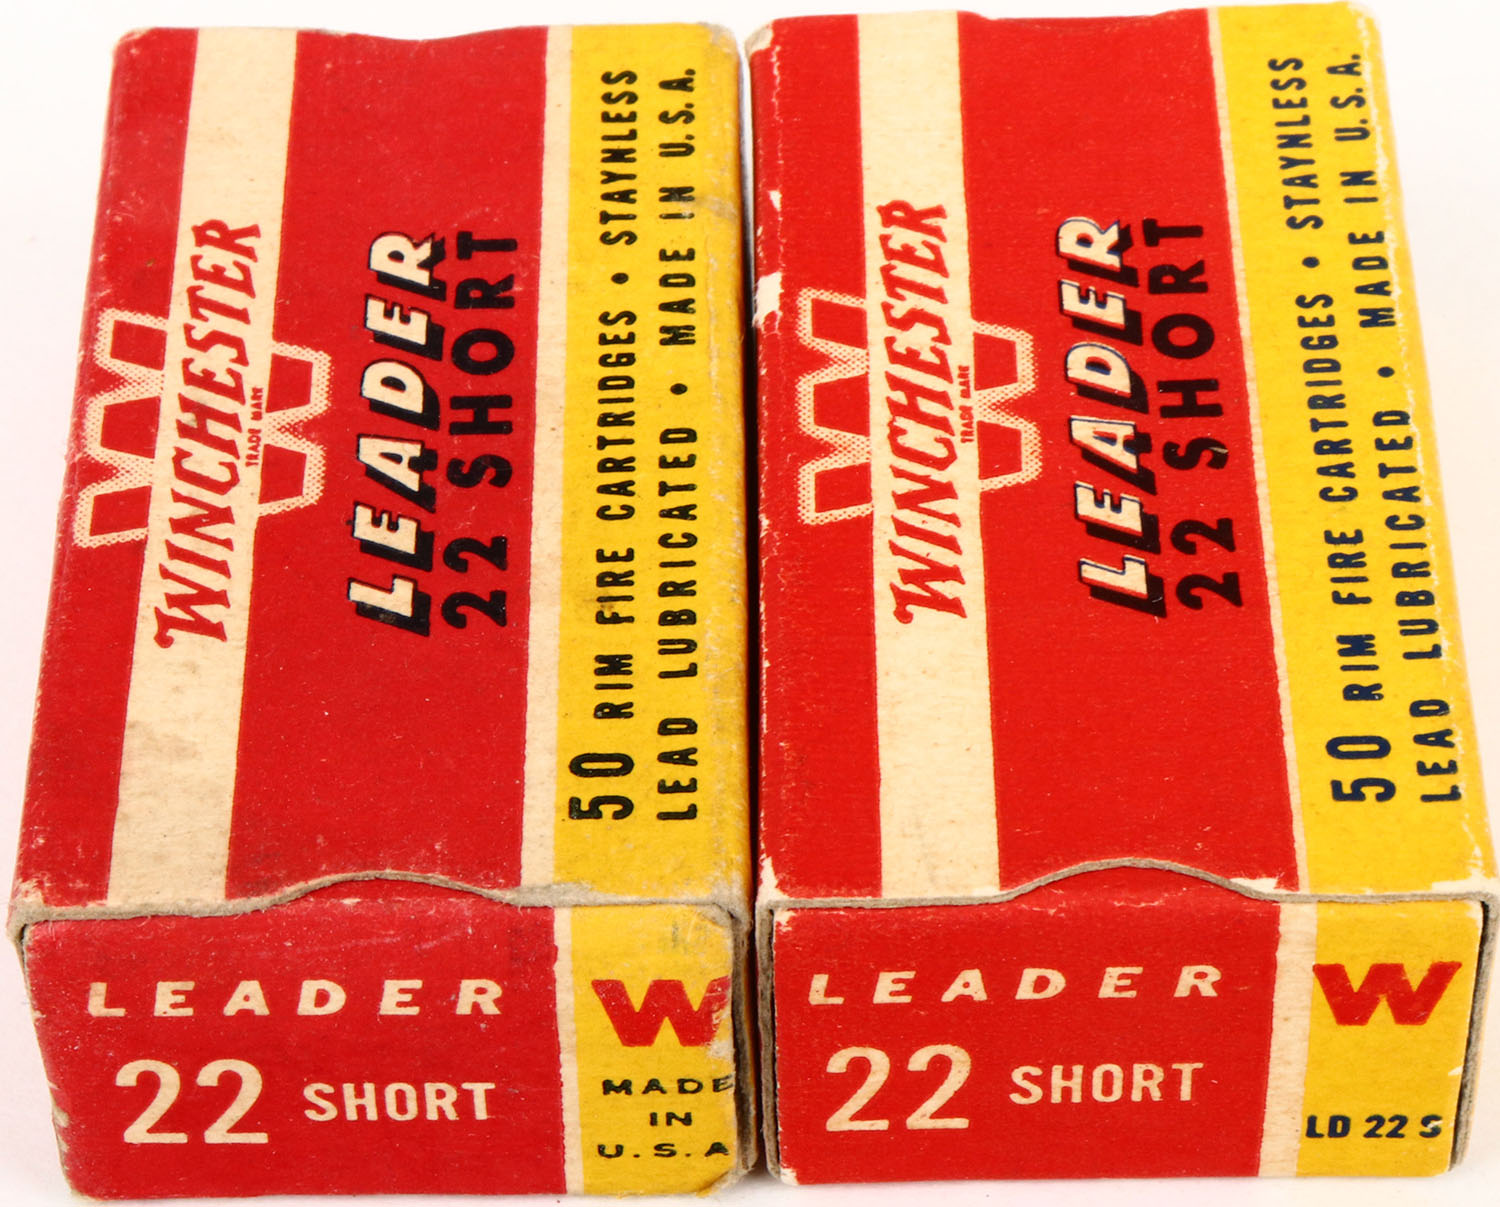 W
WINCHESTER
TRADE MARK
LEADER
22 SHORT
50 RIM FIRE CARTRIDGES • STAYNLESS
LEAD LUBRICATED • MADE IN U.S.A.
LEADER
22 SHORT
W
MADE
IN
U.S.A
W
WINCHESTER
TRADE MARK
LEADER
22 SHORT
50 RIM FIRE CARTRIDGES • STAYNLESS
LEAD LUBRICATED • MADE IN U.S.A.
LEADER
22 SHORT
W
LD 22 S